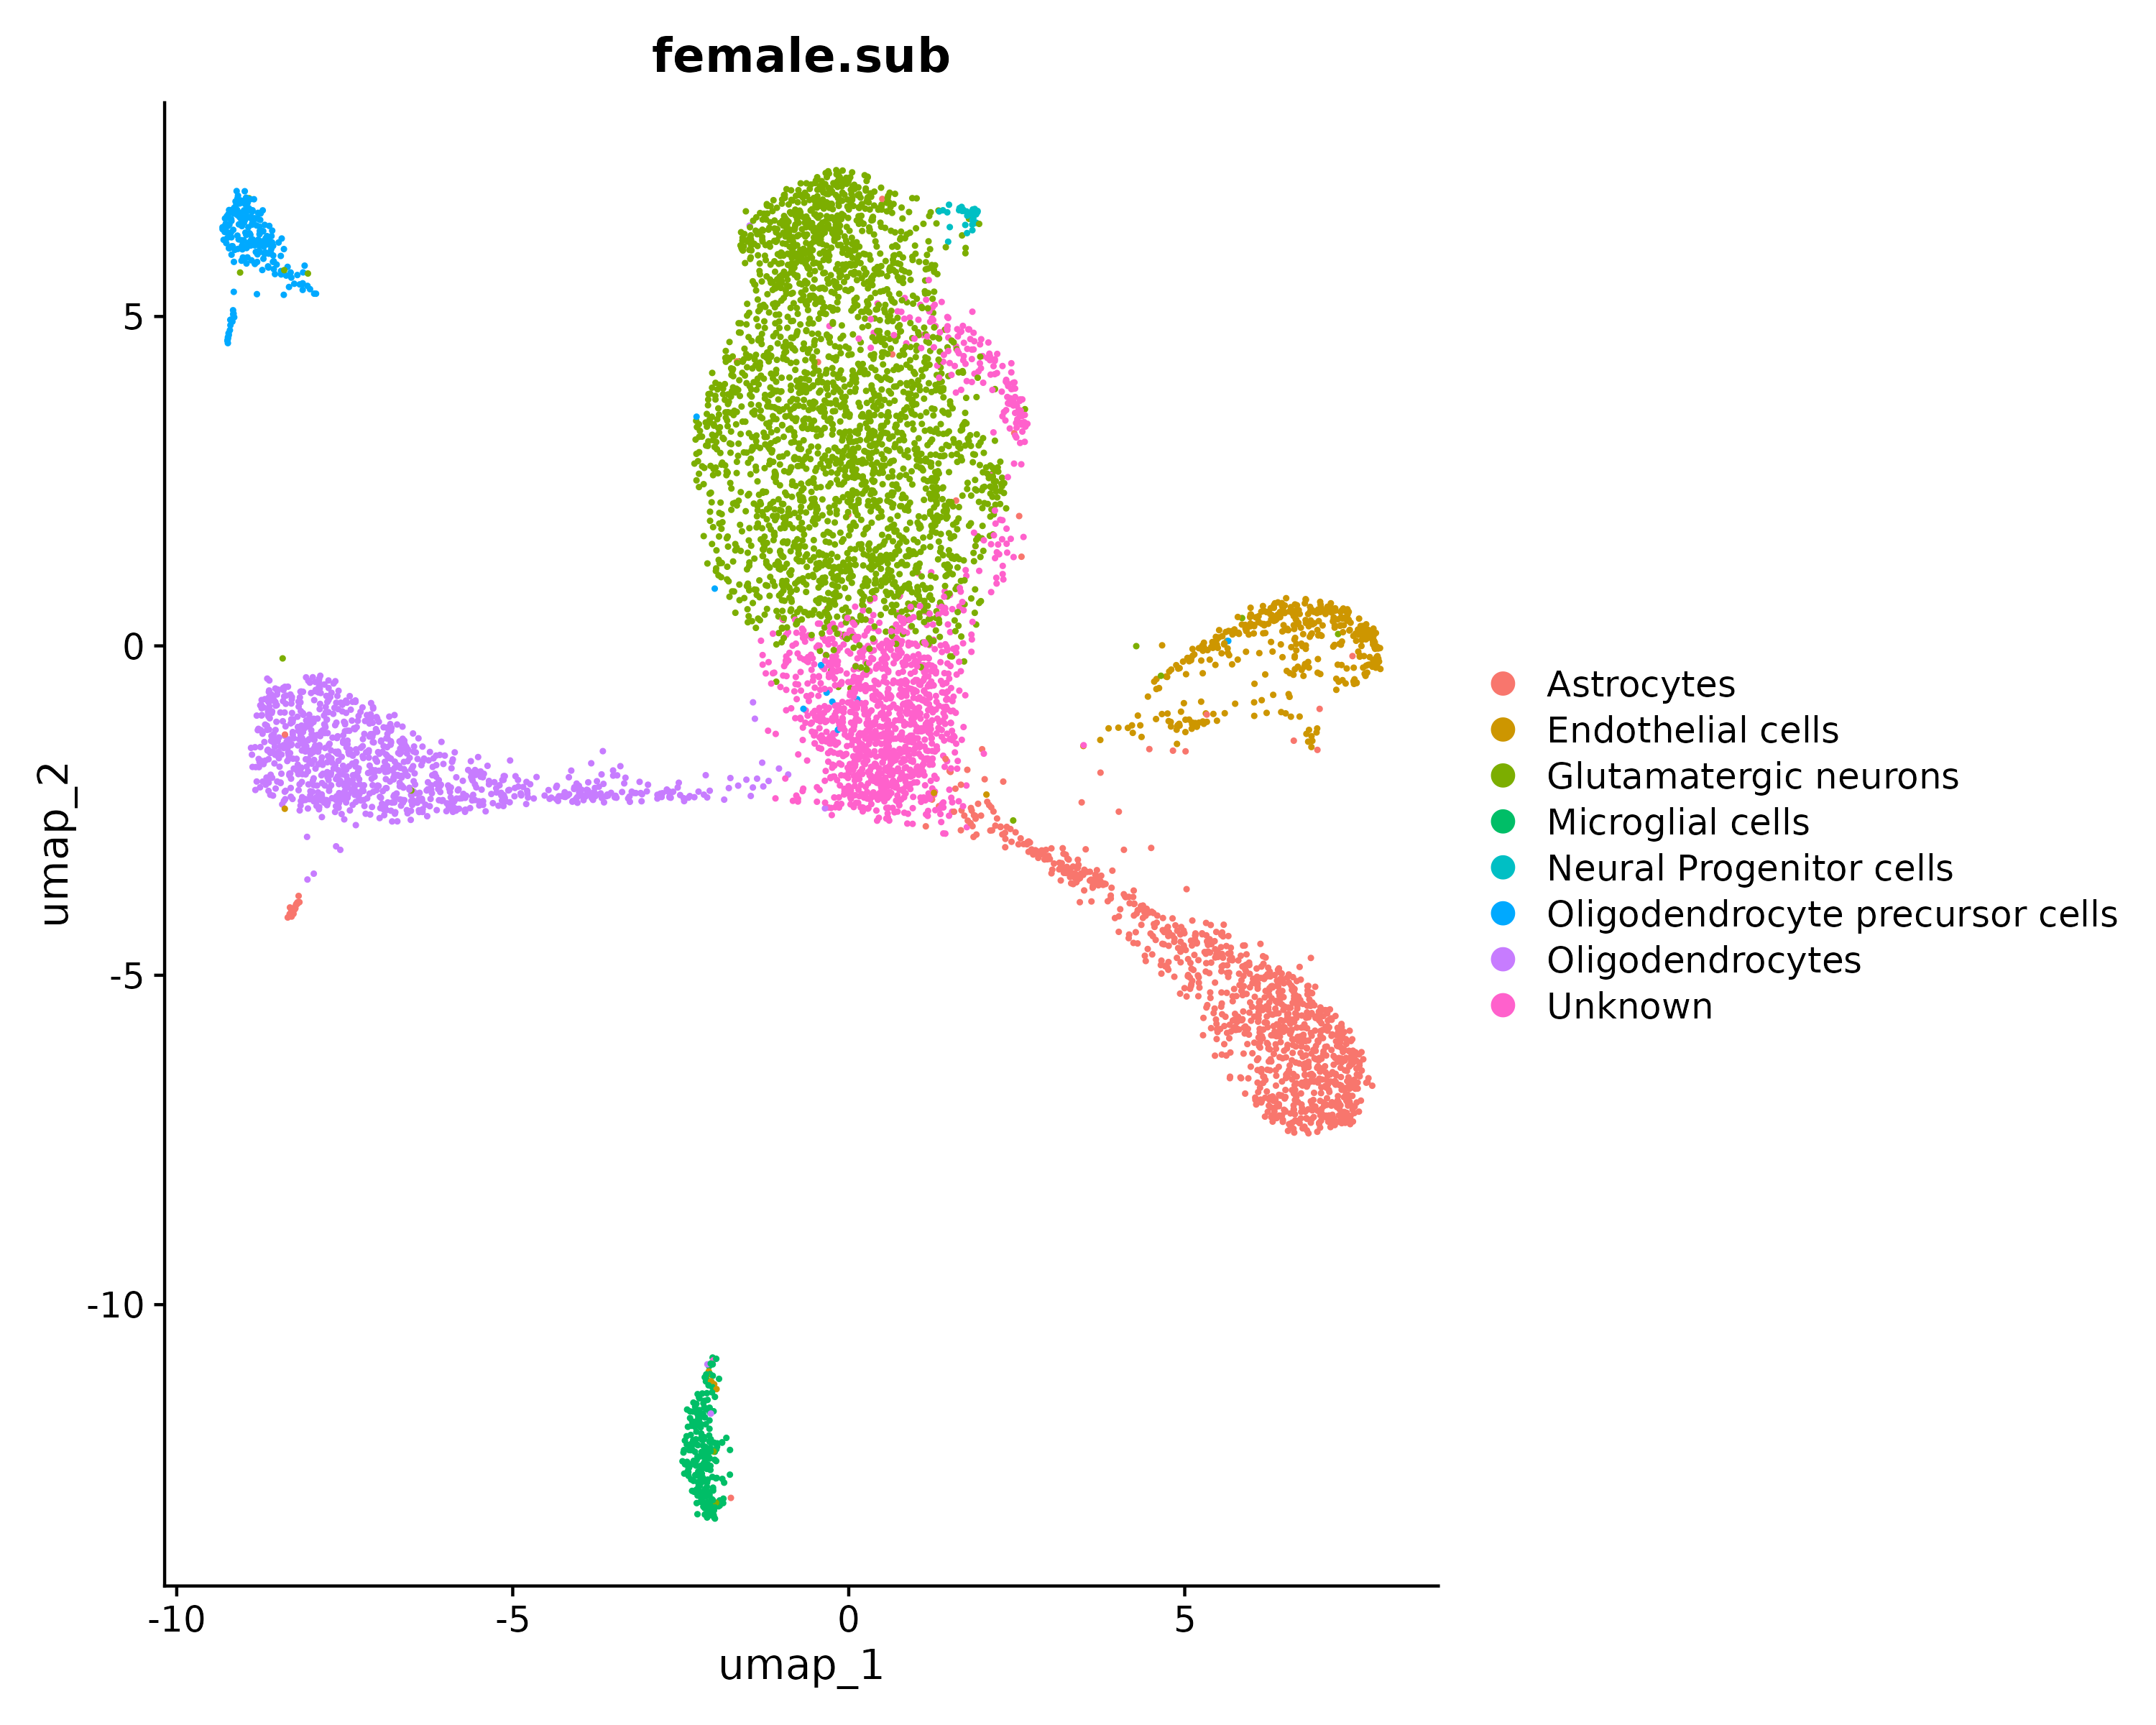 female.sub
5
0
-5
-10
umap_2
-10
-5
0
5
umap_1
Astrocytes
Endothelial cells
Glutamatergic neurons
Microglial cells
Neural Progenitor cells
Oligodendrocyte precursor cells
Oligodendrocytes
Unknown